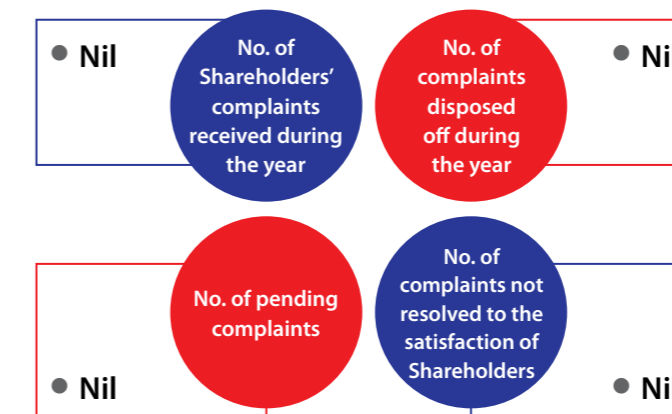 Nil
No. of
Shareholders'
complaints
received during
the year
No. of
complaints
disposed
off during
the year
Ni
No. of pending
complaints
Nil
No. of
complaints not
resolved to the
satisfaction of
Shareholders
Ni